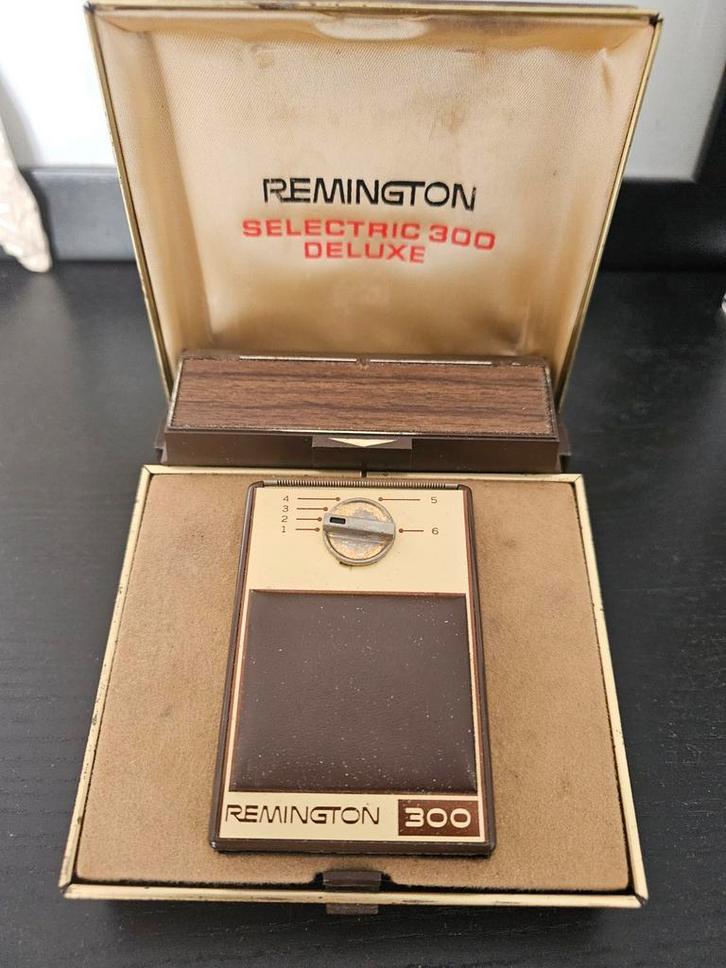 REMINGTON
SELECTRIC 300
DELUXE
4 5
3
2
1 6
REMINGTON 300